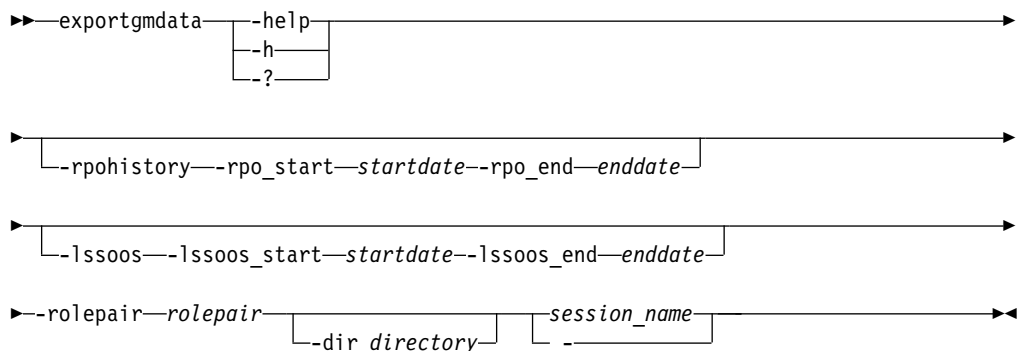 exportgmdata -help
-h
-?
-rpohistory -rpo_start startdate -rpo_end enddate
-lssoos -lssoos_start startdate -lssoos_end enddate
-rolepair rolepair session_name
-dir directory -